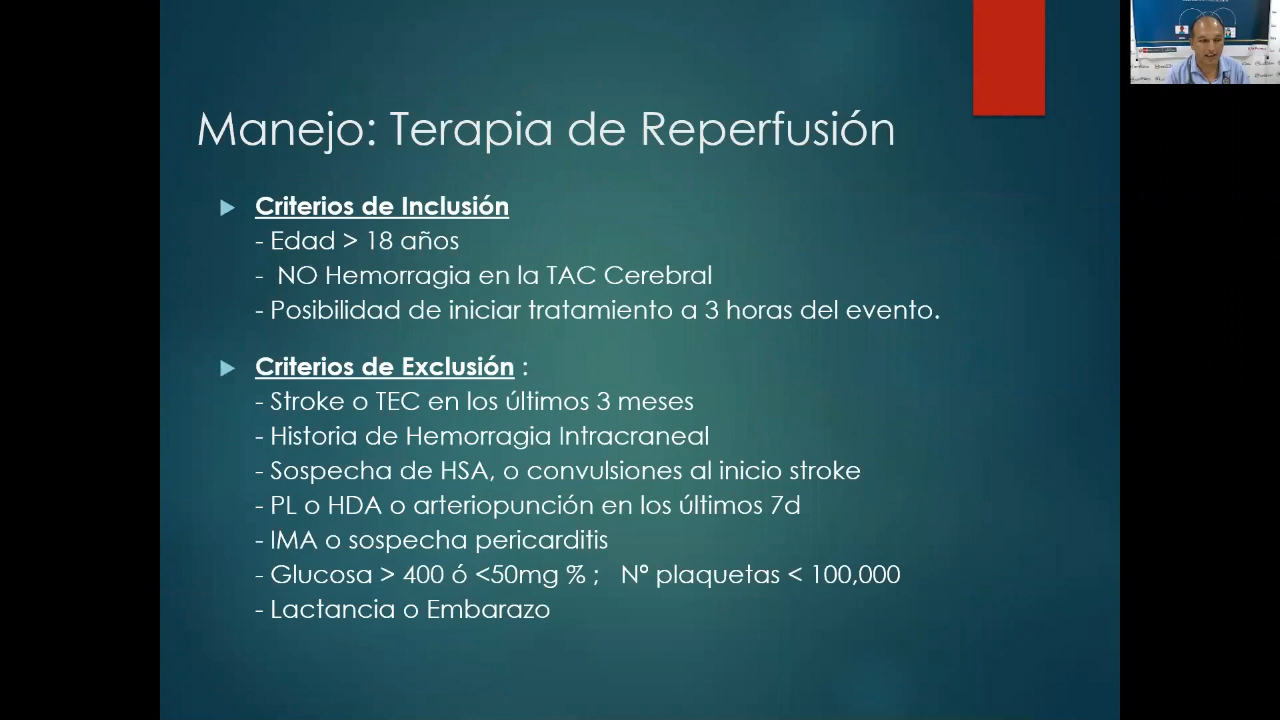 Manejo: Terapia de Reperfusión
Criterios de Inclusión
- Edad > 18 años
- NO Hemorragia en la TAC Cerebral
- Posibilidad de iniciar tratamiento a 3 horas del evento.
Criterios de Exclusión :
- Stroke o TEC en los últimos 3 meses
- Historia de Hemorragia Intracraneal
- Sospecha de HSA, o convulsiones al inicio stroke
- PL o HDA o arteriopunción en los últimos 7d
- IMA o sospecha pericarditis
- Glucosa > 400 ó <50mg % ; Nº plaquetas < 100,000
- Lactancia o Embarazo